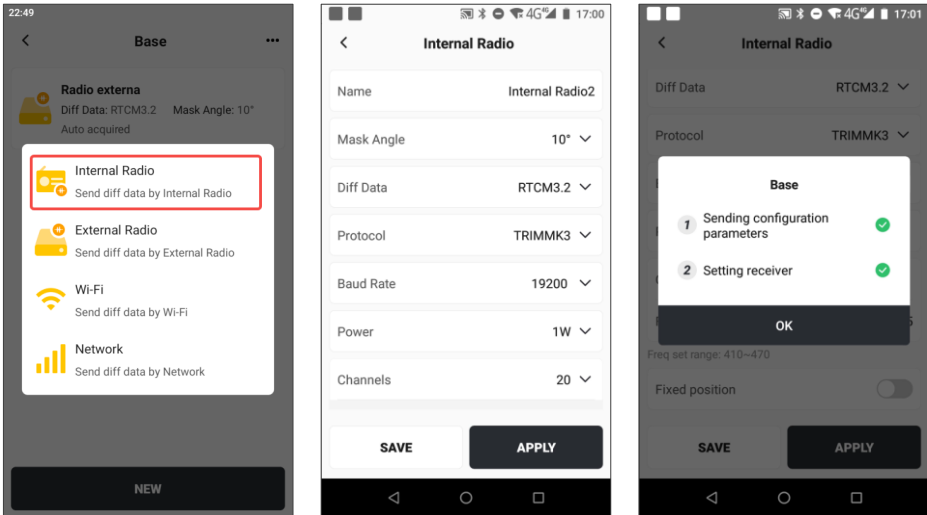 22:49
Base
Radio externa
Diff Data: RTCM3.2 Mask Angle: 10°
Auto acquired
Internal Radio
Send diff data by Internal Radio
External Radio
Send diff data by External Radio
Wi-Fi
Send diff data by Wi-Fi
Network
Send diff data by Network
NEW
4G 17:00
Internal Radio
Name Internal Radio2
Mask Angle 10°
Diff Data RTCM3.2
Protocol TRIMMK3
Baud Rate 19200
Power 1W
Channels 20
SAVE APPLY
4G 17:01
Internal Radio
Diff Data RTCM3.2
Protocol TRIMMK3
Base
1 Sending configuration
parameters
2 Setting receiver
OK
Freq set range: 410~470
Fixed position
SAVE APPLY